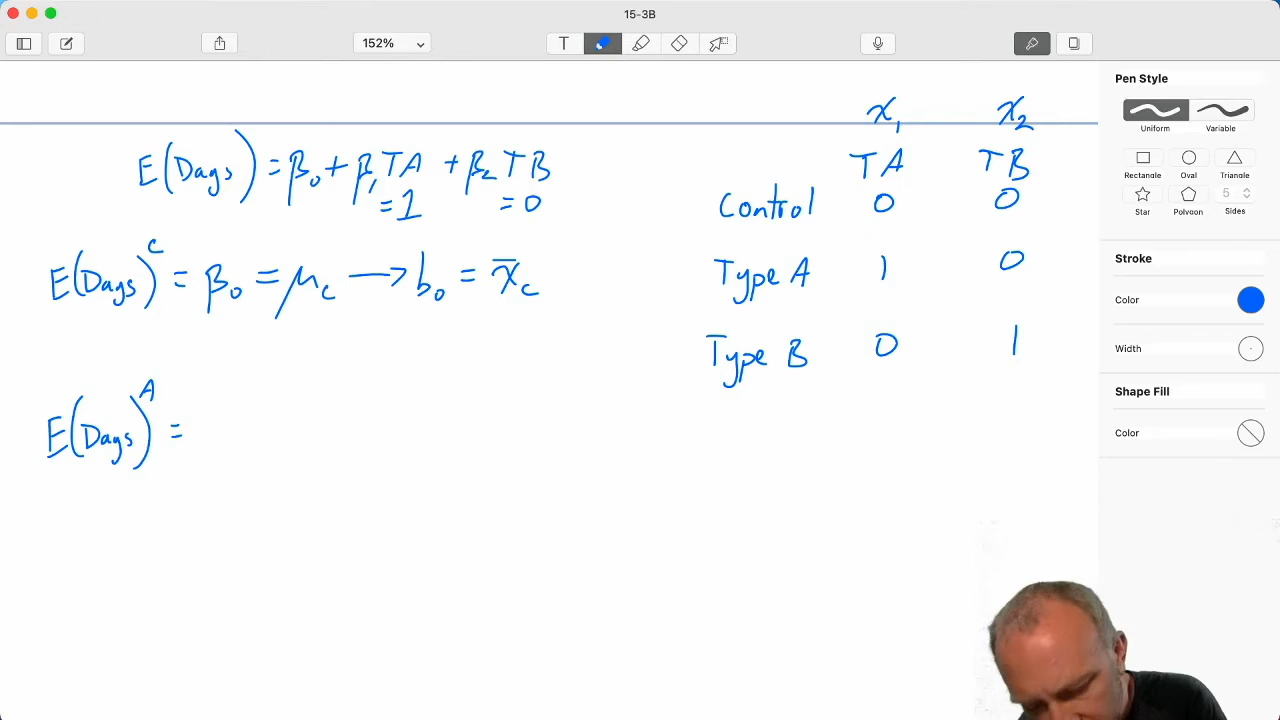 15-3B
152%
T
Pen Style
Uniform
Variable
Rectangle
Oval
Triangle
Star
Polygon
5
Sides
Stroke
Color
Width
Shape Fill
Color
x₁ x₂
TA TB
Control 0 0
Type A 1 0
Type B 0 1
E(Days) = β₀ + β₁TA + β₂TB
=1 =0
E(Days)ᶜ = β₀ = μ_c → b₀ = x̄_c
E(Days)ᴬ =